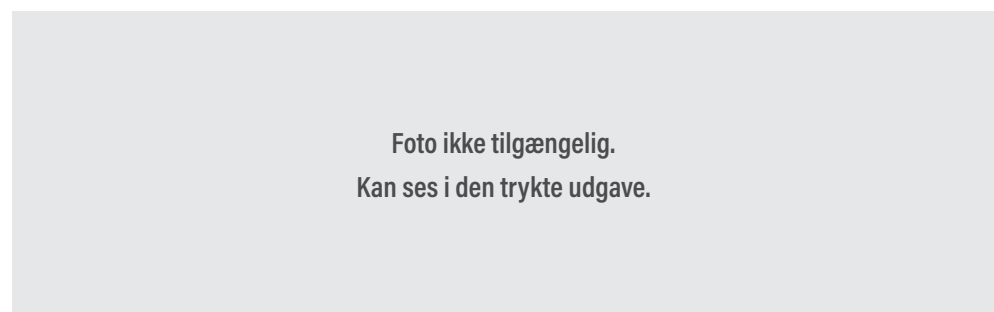 Foto ikke tilgængelig.
Kan ses i den trykte udgave.